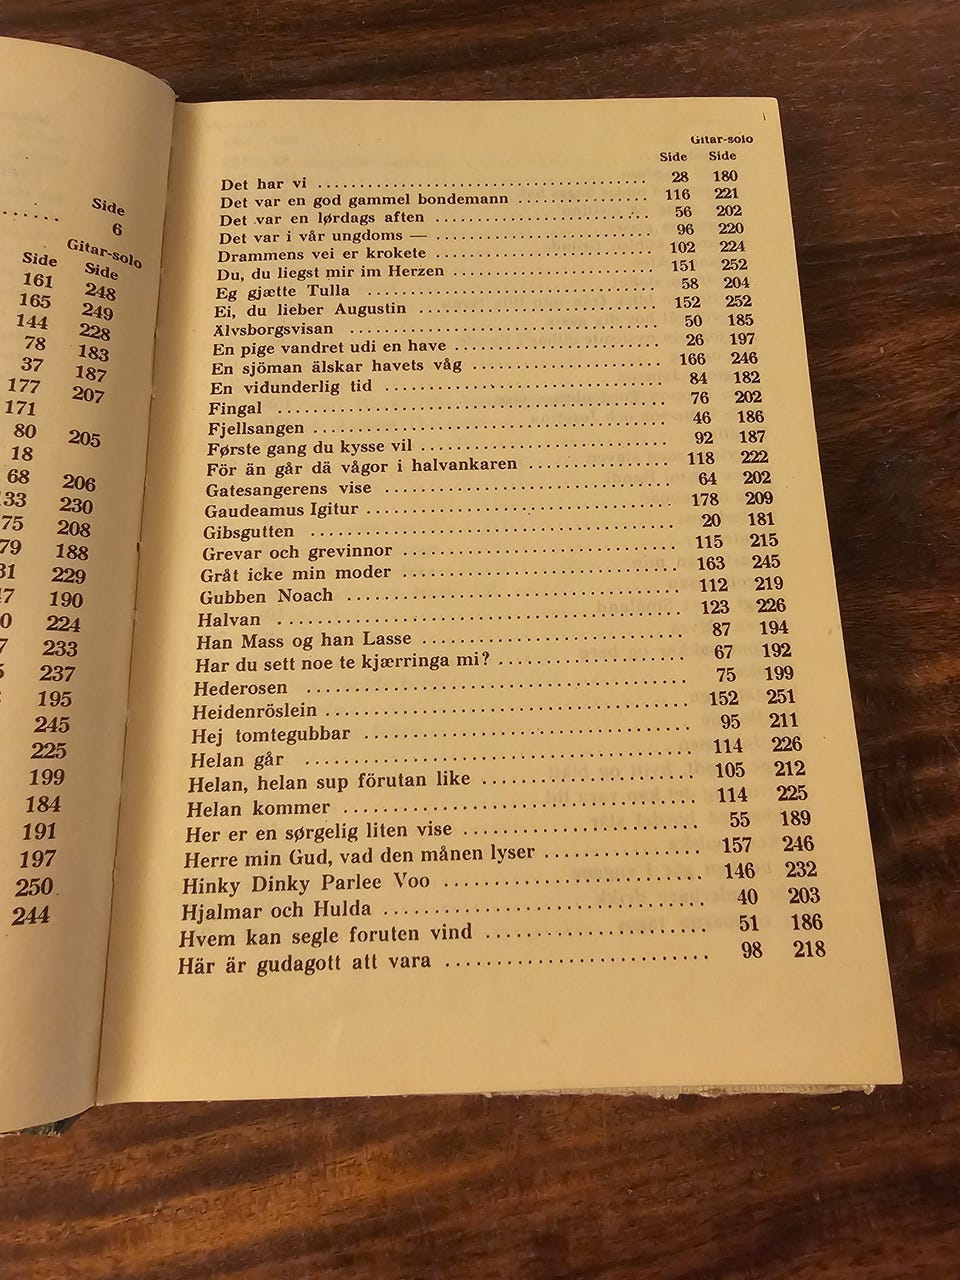 Side
. . . . . . 6
Gitar-solo
Side Side
161 248
165 249
144 228
78 183
37 187
177 207
171
80 205
18
68 206
133 230
75 208
79 188
31 229
47 190
0 224
7 233
237
195
245
225
199
184
191
197
250
244
Gitar-solo
Side Side
Det har vi .......... 28 180
Det var en god gammel bondemann .......... 116 221
Det var en lørdags aften .......... 56 202
Det var i vår ungdoms — .......... 96 220
Drammens vei er krokete .......... 102 224
Du, du liegst mir im Herzen .......... 151 252
Eg gjætte Tulla .......... 58 204
Ei, du lieber Augustin .......... 152 252
Älvsborgsvisan .......... 50 185
En pige vandret udi en have .......... 26 197
En sjöman älskar havets våg .......... 166 246
En vidunderlig tid .......... 84 182
Fingal .......... 76 202
Fjellsangen .......... 46 186
Første gang du kysse vil .......... 92 187
För än går dä vågor i halvankaren .......... 118 222
Gatesangerens vise .......... 64 202
Gaudeamus Igitur .......... 178 209
Gibsgutten .......... 20 181
Grevar och grevinnor .......... 115 215
Gråt icke min moder .......... 163 245
Gubben Noach .......... 112 219
Halvan .......... 123 226
Han Mass og han Lasse .......... 87 194
Har du sett noe te kjærringa mi? .......... 67 192
Hederosen .......... 75 199
Heidenröslein .......... 152 251
Hej tomtegubbar .......... 95 211
Helan går .......... 114 226
Helan, helan sup förutan like .......... 105 212
Helan kommer .......... 114 225
Her er en sørgelig liten vise .......... 55 189
Herre min Gud, vad den månen lyser .......... 157 246
Hinky Dinky Parlee Voo .......... 146 232
Hjalmar och Hulda .......... 40 203
Hvem kan segle foruten vind .......... 51 186
Här är gudagott att vara .......... 98 218